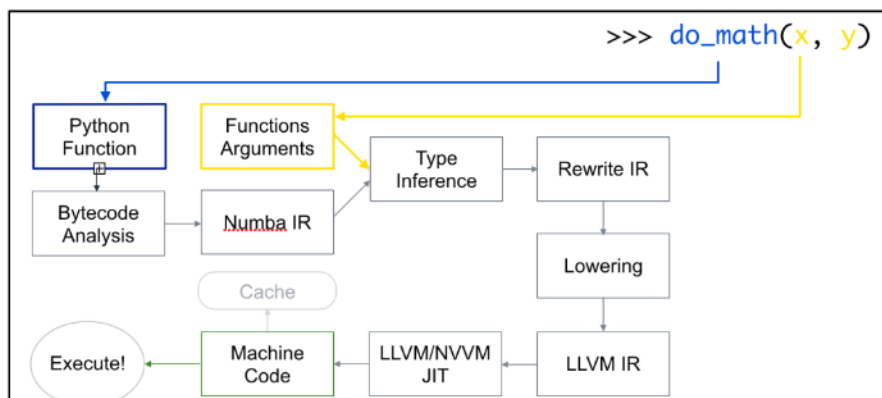 >>> do_math(x, y)
Python
Function
Functions
Arguments
Type
Inference
Rewrite IR
Bytecode
Analysis
Numba IR
Lowering
Cache
Execute!
Machine
Code
LLVM/NVVM
JIT
LLVM IR